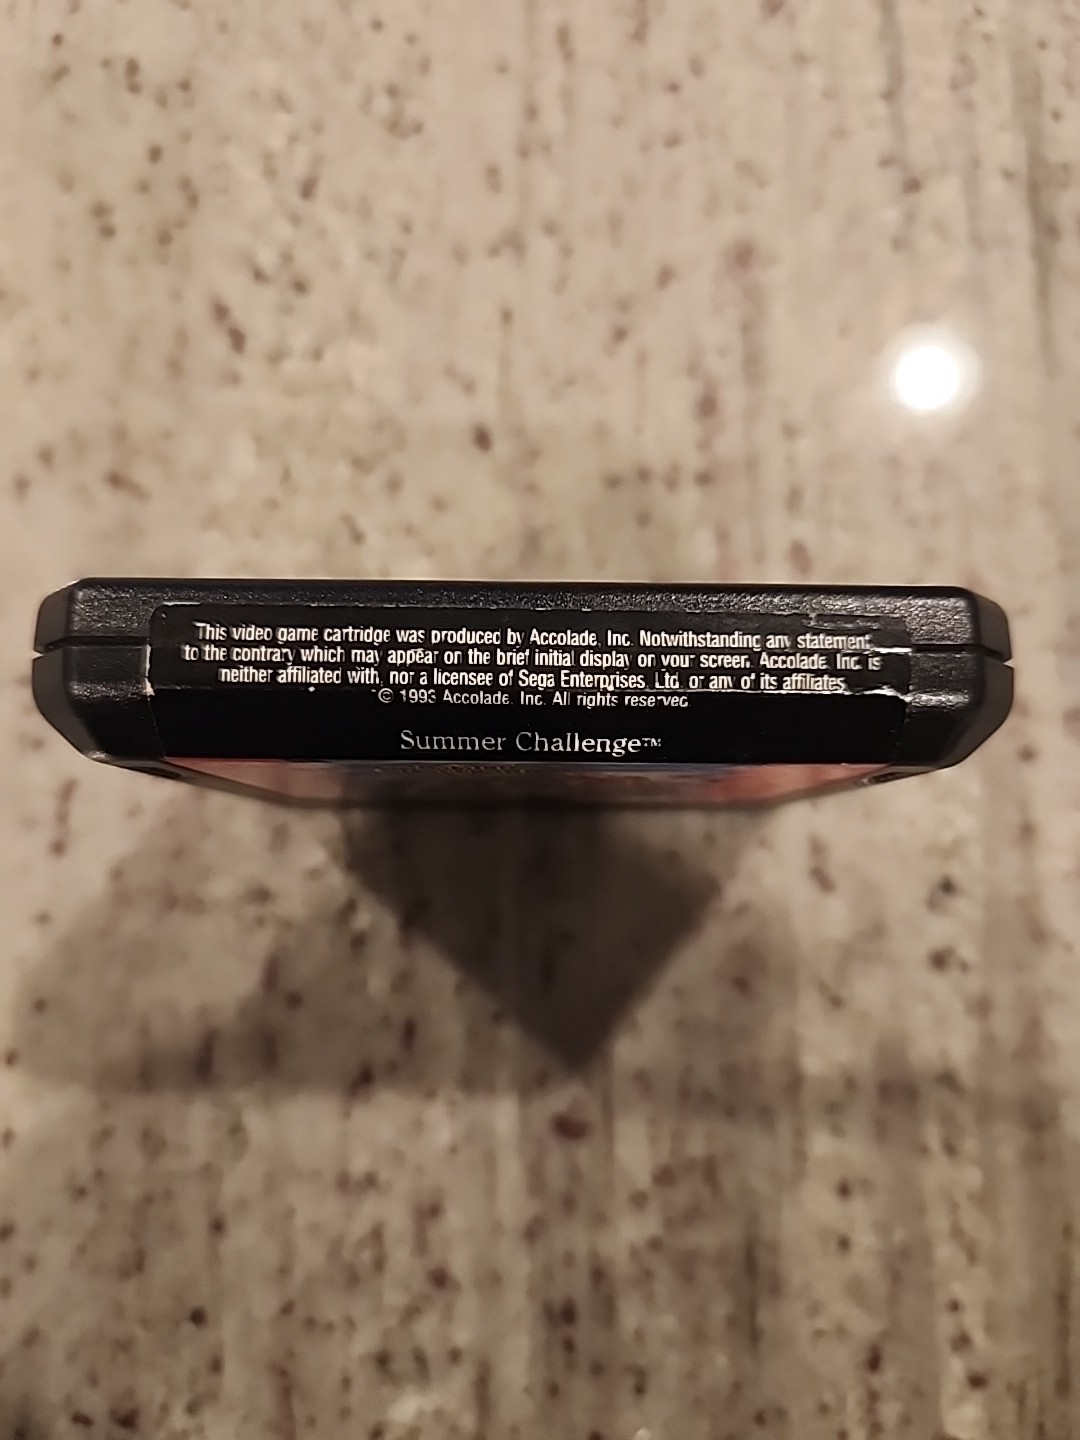 This video game cartridge was produced by Accolade, Inc. Notwithstanding any statement
to the contrary which may appear on the brief initial display on your screen, Accolade, Inc. is
neither affiliated with, nor a licensee of Sega Enterprises, Ltd. or any of its affiliates.
© 1993 Accolade, Inc. All rights reserved.
Summer Challenge™